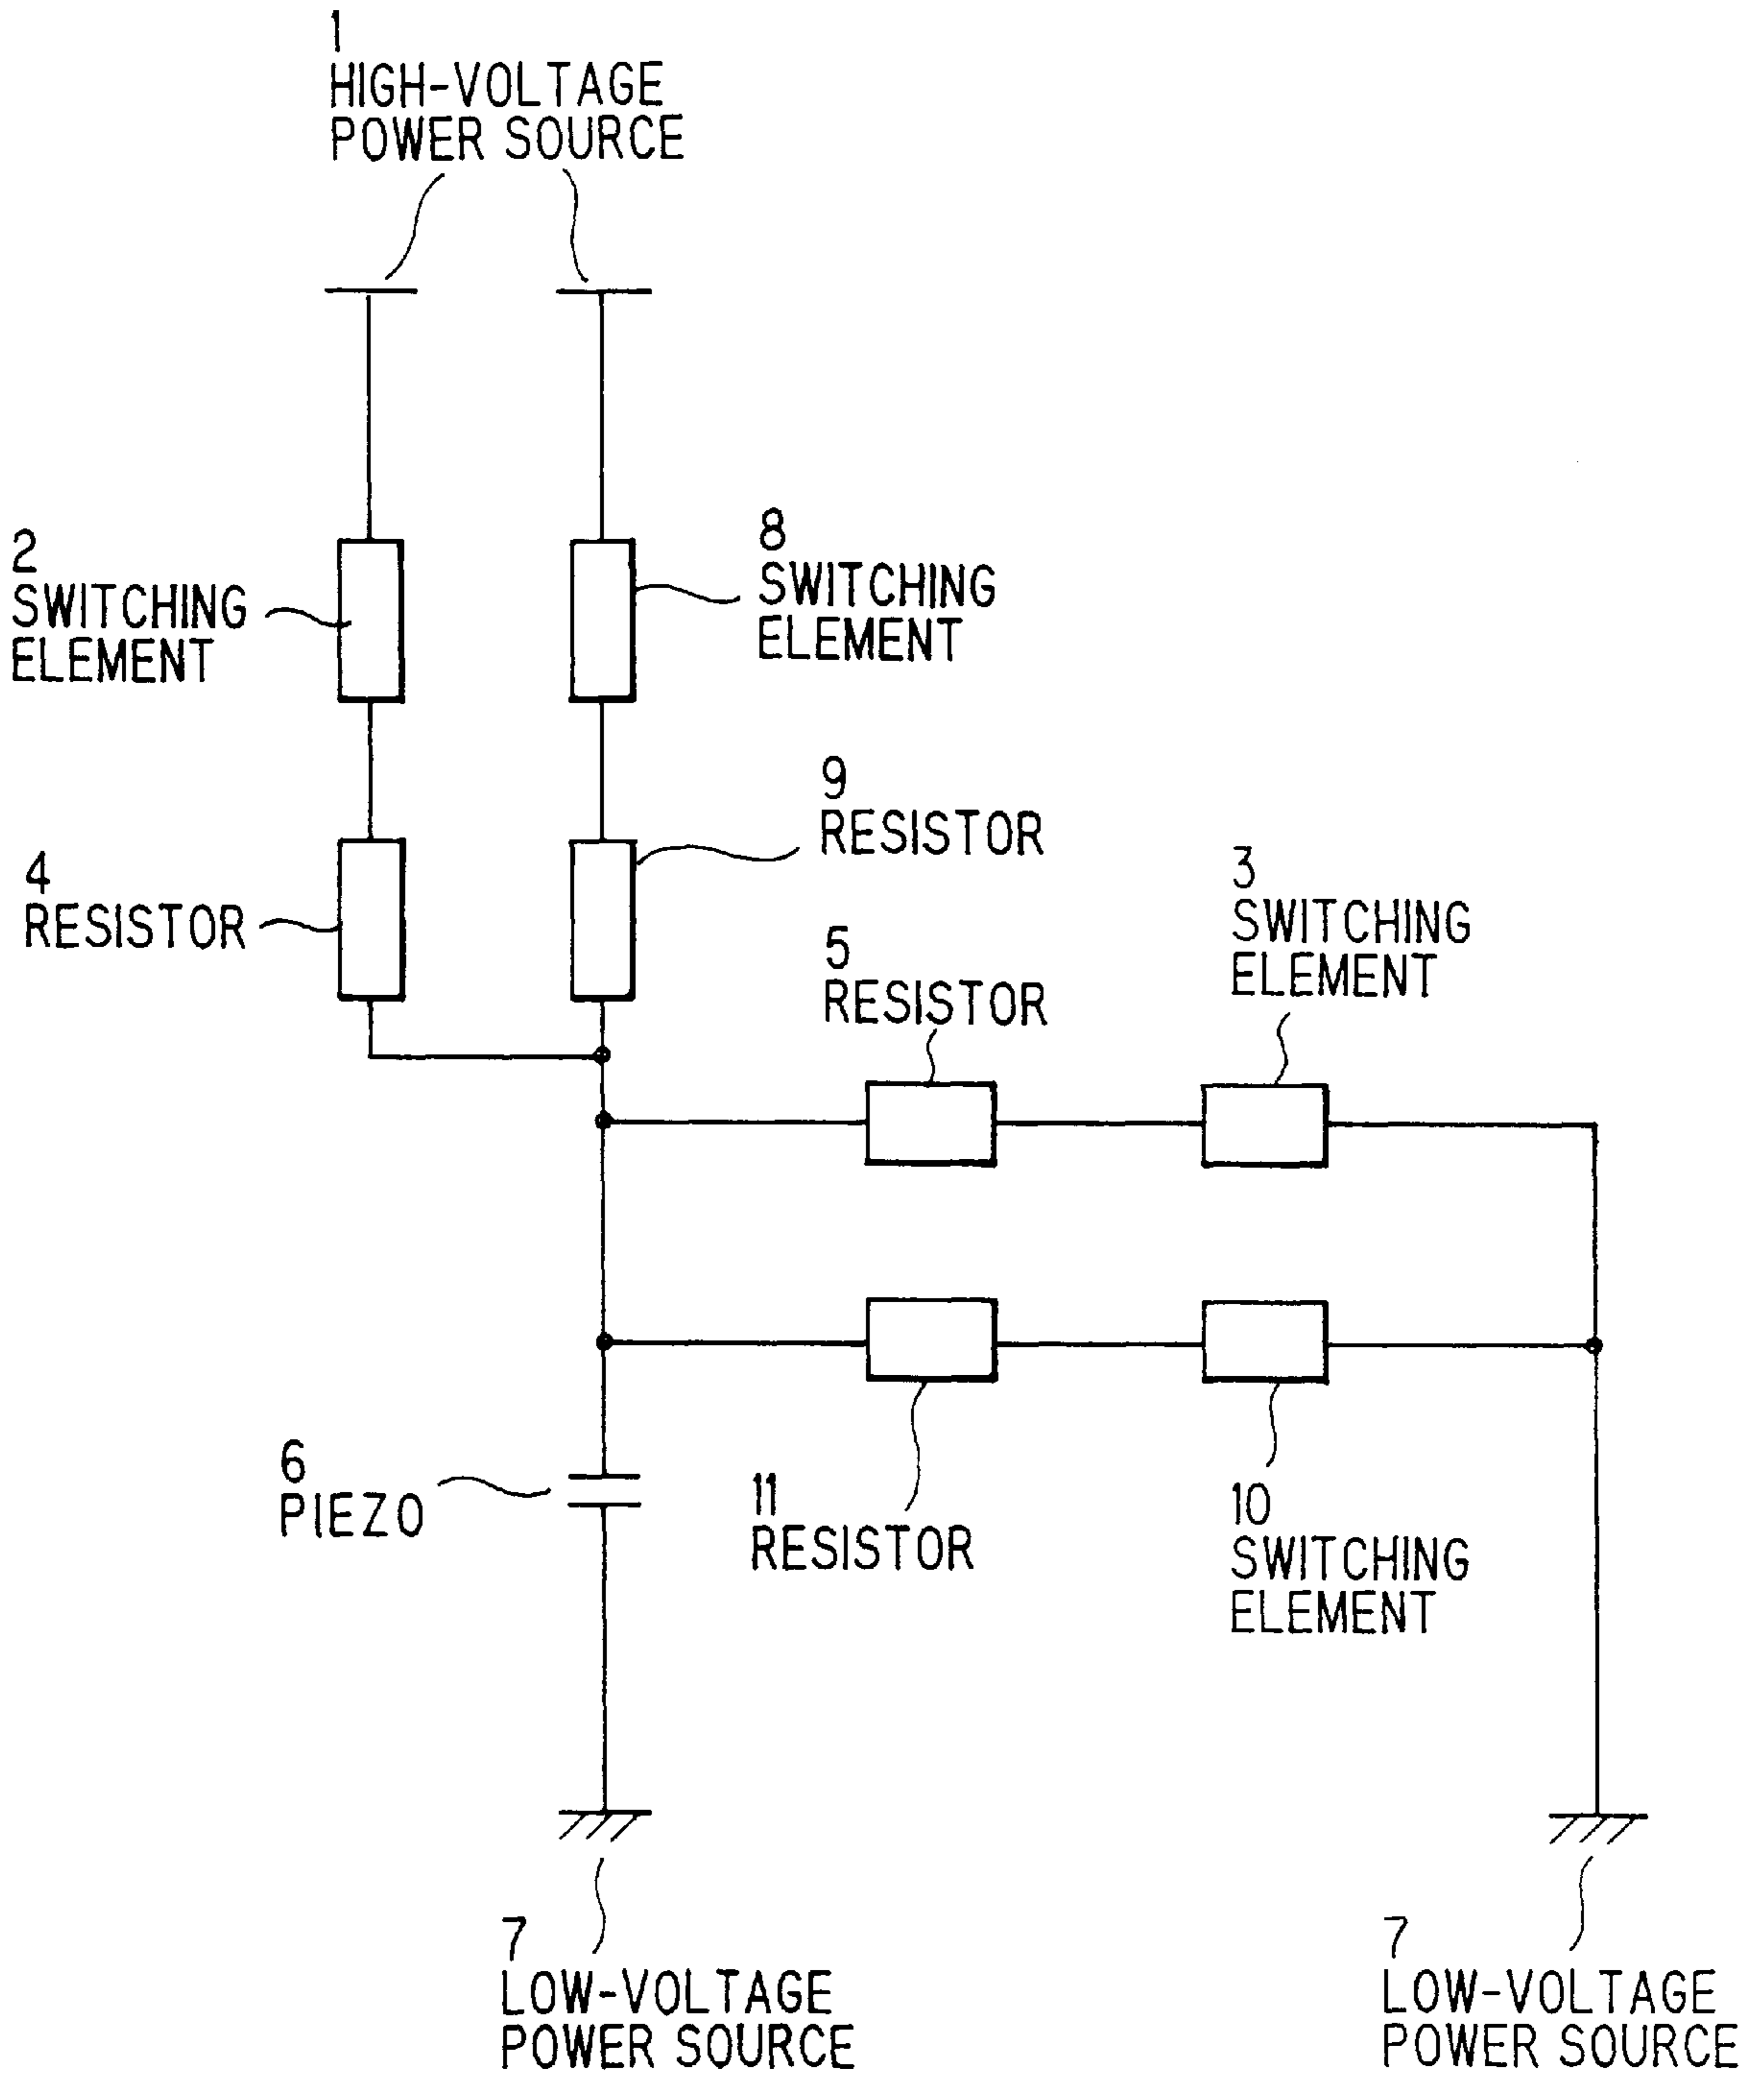 1
HIGH-VOLTAGE
POWER SOURCE
2
SWITCHING
ELEMENT
8
SWITCHING
ELEMENT
9
RESISTOR
4
RESISTOR
3
SWITCHING
ELEMENT
5
RESISTOR
6
PIEZO
11
RESISTOR
10
SWITCHING
ELEMENT
7
LOW-VOLTAGE
POWER SOURCE
7
LOW-VOLTAGE
POWER SOURCE